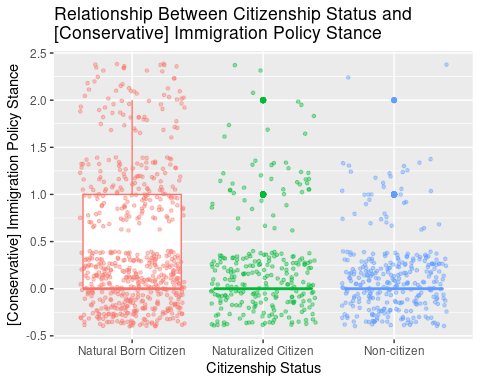 Relationship Between Citizenship Status and
[Conservative] Immigration Policy Stance
[Conservative] Immigration Policy Stance
2.5
2.0
1.5
1.0
0.5
0.0
-0.5
Natural Born Citizen
Naturalized Citizen
Non-citizen
Citizenship Status